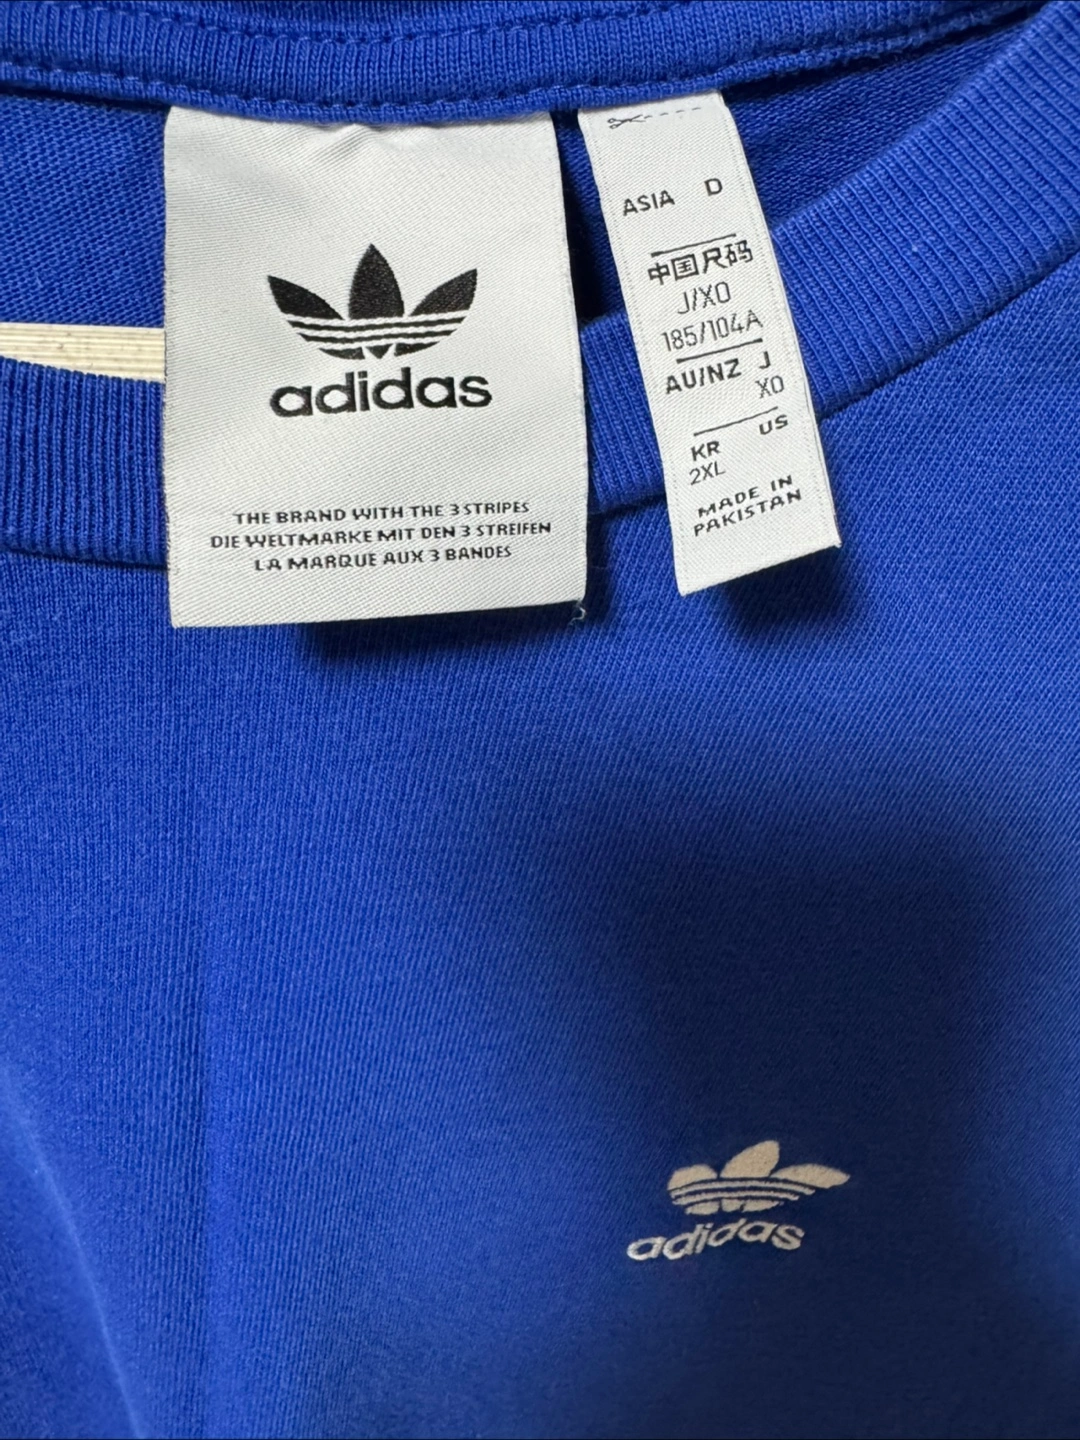 adidas
THE BRAND WITH THE 3 STRIPES
DIE WELTMARKE MIT DEN 3 STREIFEN
LA MARQUE AUX 3 BANDES
ASIA D
中国尺码
J/XO
185/104A
AU/NZ J
XO
KR US
2XL
MADE IN
PAKISTAN
adidas